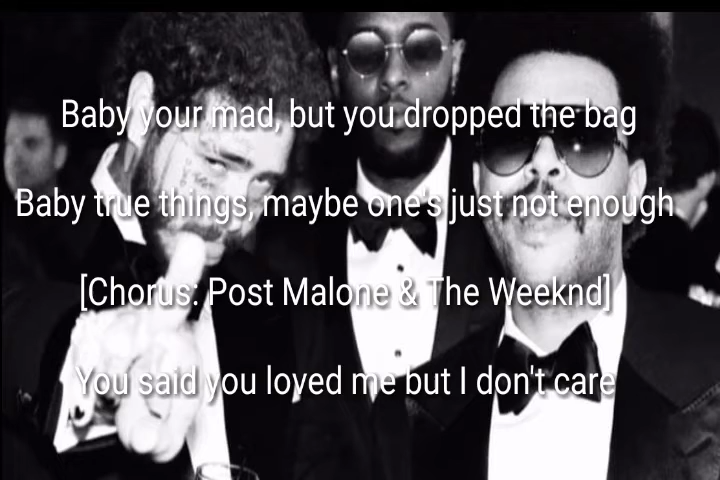 Baby your mad, but you dropped the bag
Baby true things, maybe one's just not enough
[Chorus: Post Malone & The Weeknd]
You said you loved me but I don't care